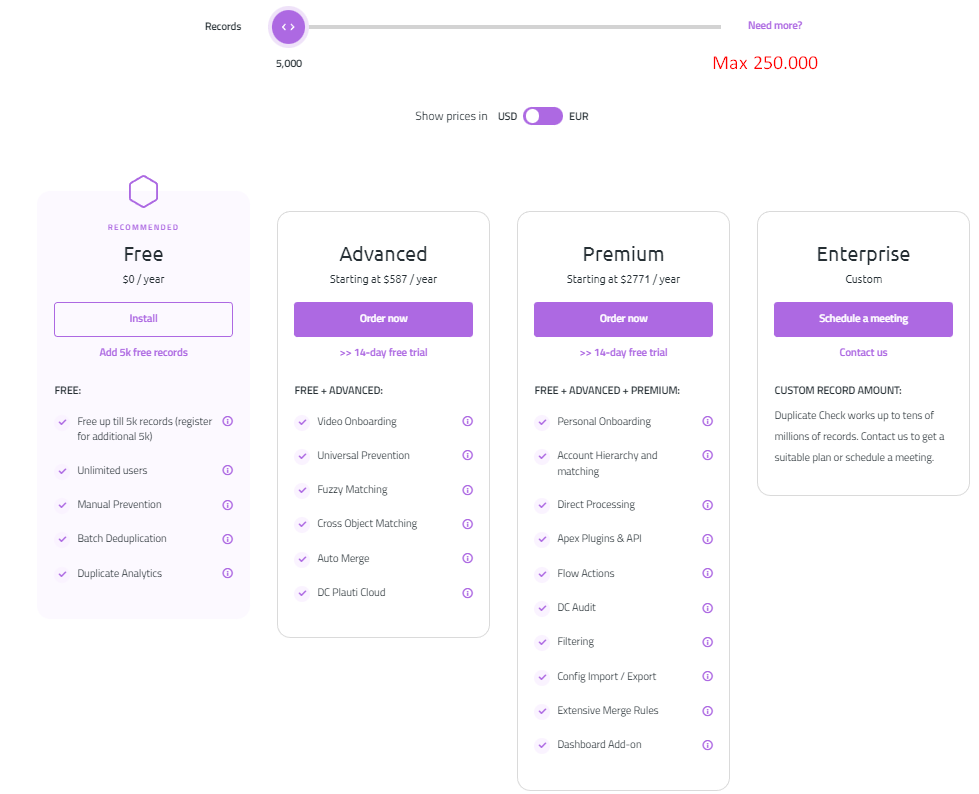 Records
Need more?
5,000
Max 250.000
Show prices in USD EUR
RECOMMENDED
Free
$0 / year
Install
Add 5k free records
FREE:
Free up till 5k records (register
for additional 5k)
Unlimited users
Manual Prevention
Batch Deduplication
Duplicate Analytics
Advanced
Starting at $587 / year
Order now
>> 14-day free trial
FREE + ADVANCED:
Video Onboarding
Universal Prevention
Fuzzy Matching
Cross Object Matching
Auto Merge
DC Plauti Cloud
Premium
Starting at $2771 / year
Order now
>> 14-day free trial
FREE + ADVANCED + PREMIUM:
Personal Onboarding
Account Hierarchy and
matching
Direct Processing
Apex Plugins & API
Flow Actions
DC Audit
Filtering
Config Import / Export
Extensive Merge Rules
Dashboard Add-on
Enterprise
Custom
Schedule a meeting
Contact us
CUSTOM RECORD AMOUNT:
Duplicate Check works up to tens of
millions of records. Contact us to get a
suitable plan or schedule a meeting.